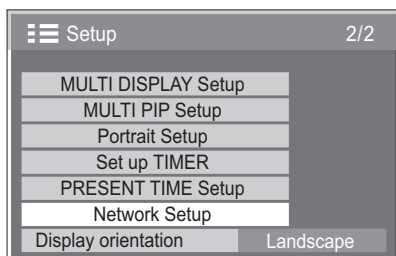 Setup 2/2
MULTI DISPLAY Setup
MULTI PIP Setup
Portrait Setup
Set up TIMER
PRESENT TIME Setup
Network Setup
Display orientation Landscape